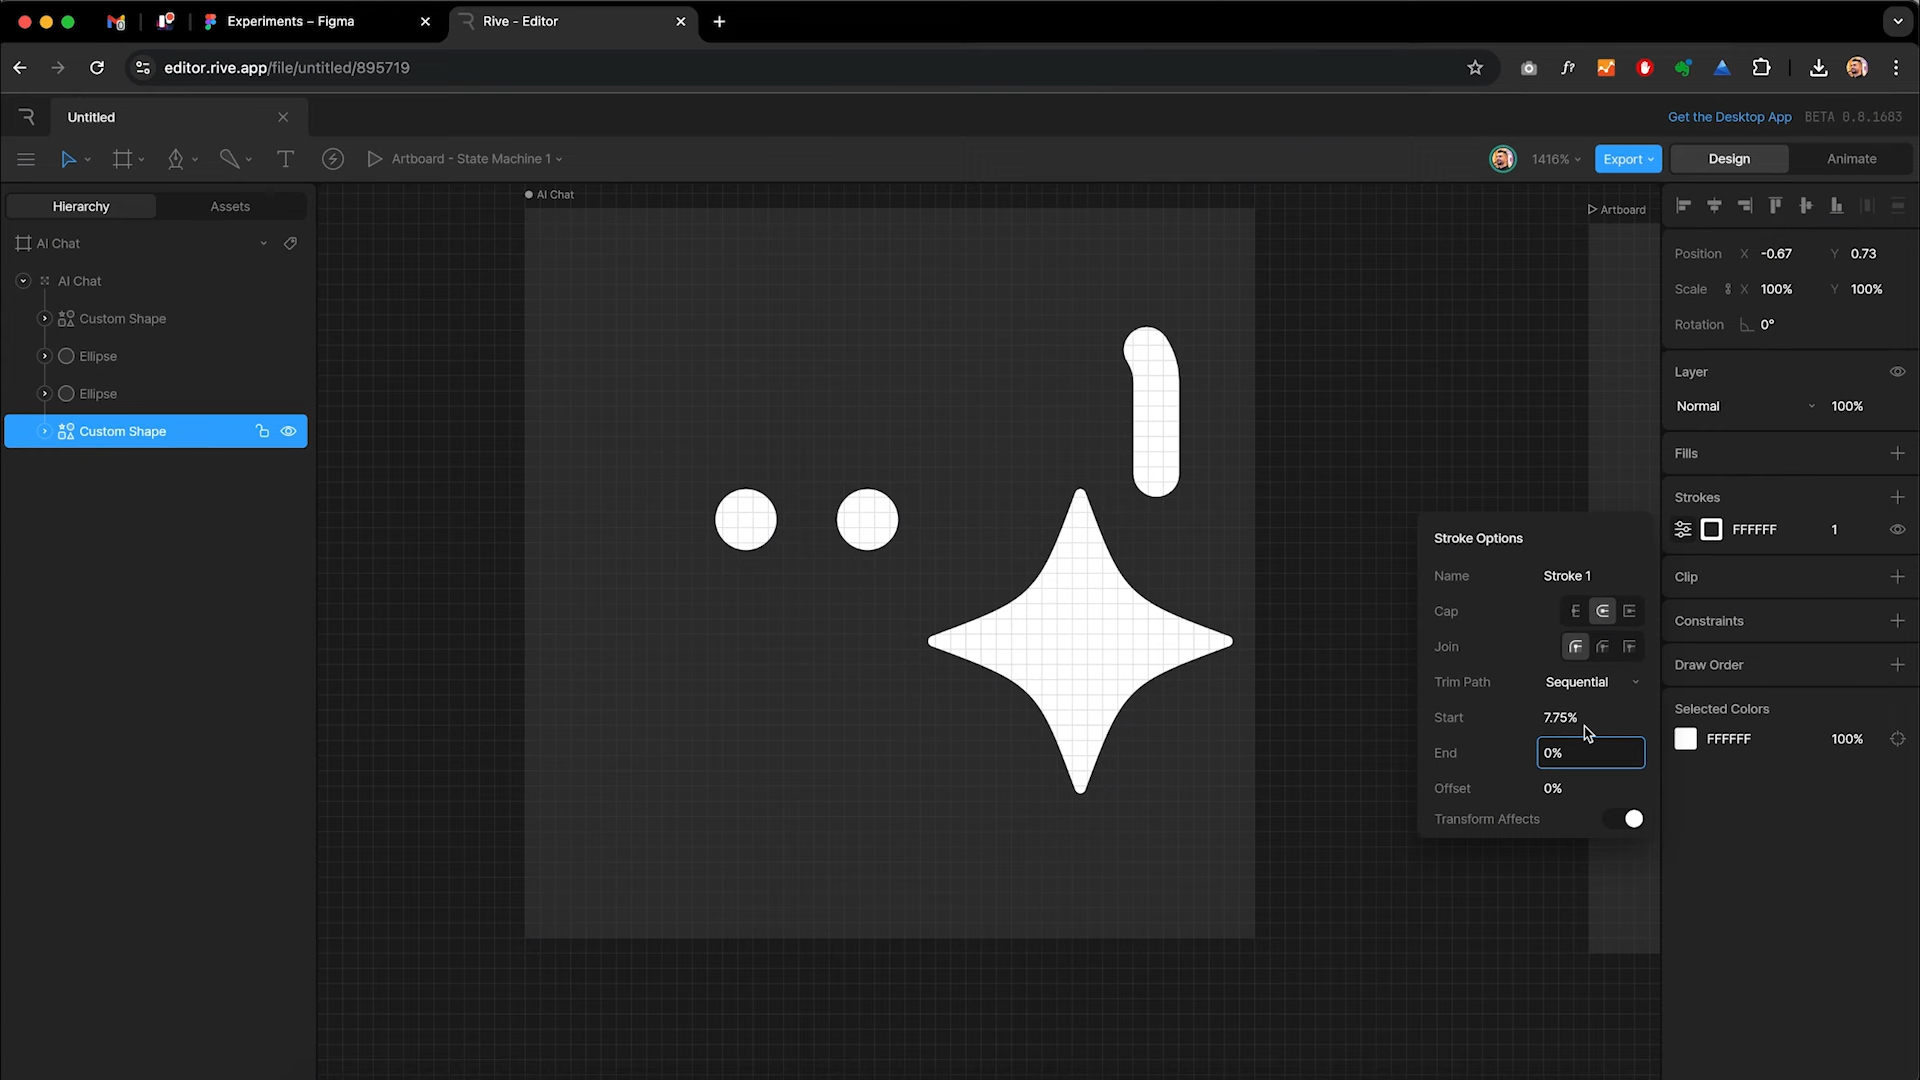 Experiments – Figma
Rive - Editor
editor.rive.app/file/untitled/895719
Untitled
Get the Desktop App
BETA 0.8.1683
Artboard - State Machine 1
1416%
Export
Design
Animate
Hierarchy
Assets
AI Chat
AI Chat
Custom Shape
Ellipse
Ellipse
Custom Shape
AI Chat
Artboard
Stroke Options
Name
Stroke 1
Cap
Join
Trim Path
Sequential
Start
7.75%
End
0%
Offset
0%
Transform Affects
Position
X
-0.67
Y
0.73
Scale
X
100%
Y
100%
Rotation
0°
Layer
Normal
100%
Fills
Strokes
FFFFFF
1
Clip
Constraints
Draw Order
Selected Colors
FFFFFF
100%